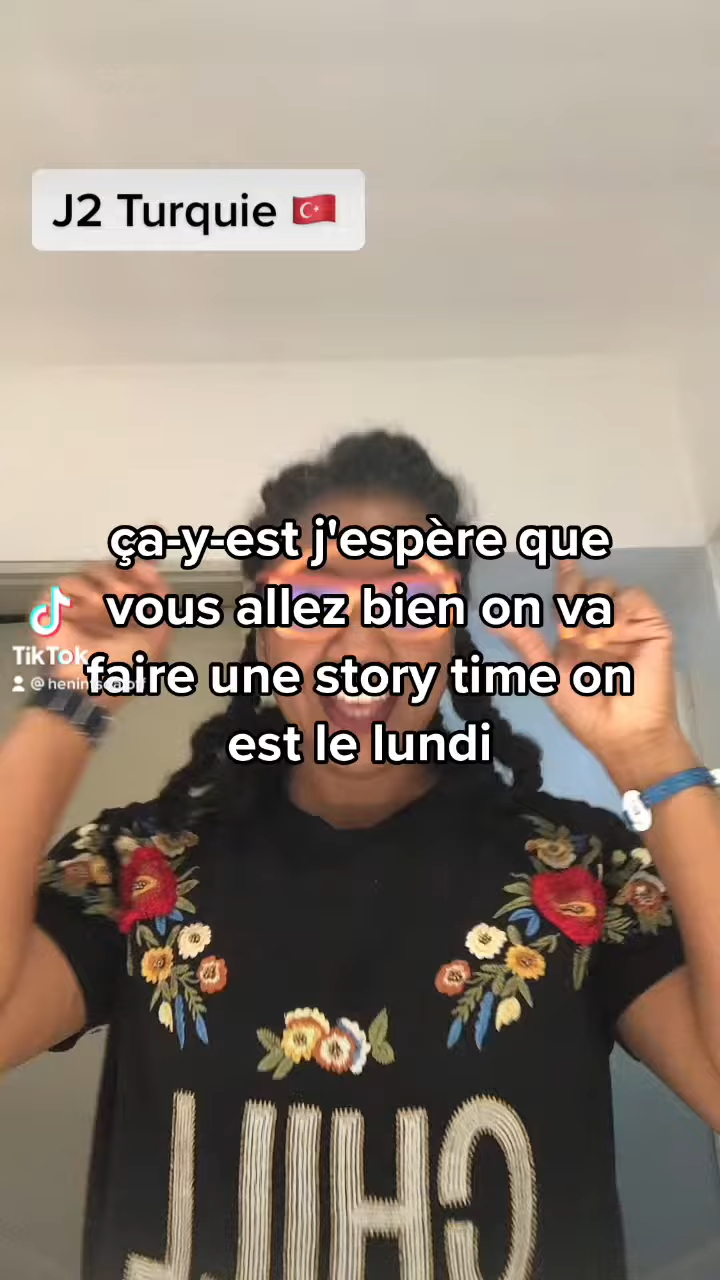 J2 Turquie 🇹🇷
ça-y-est j'espère que
vous allez bien on va
TikTok
faire une story time on
est le lundi
CHILL